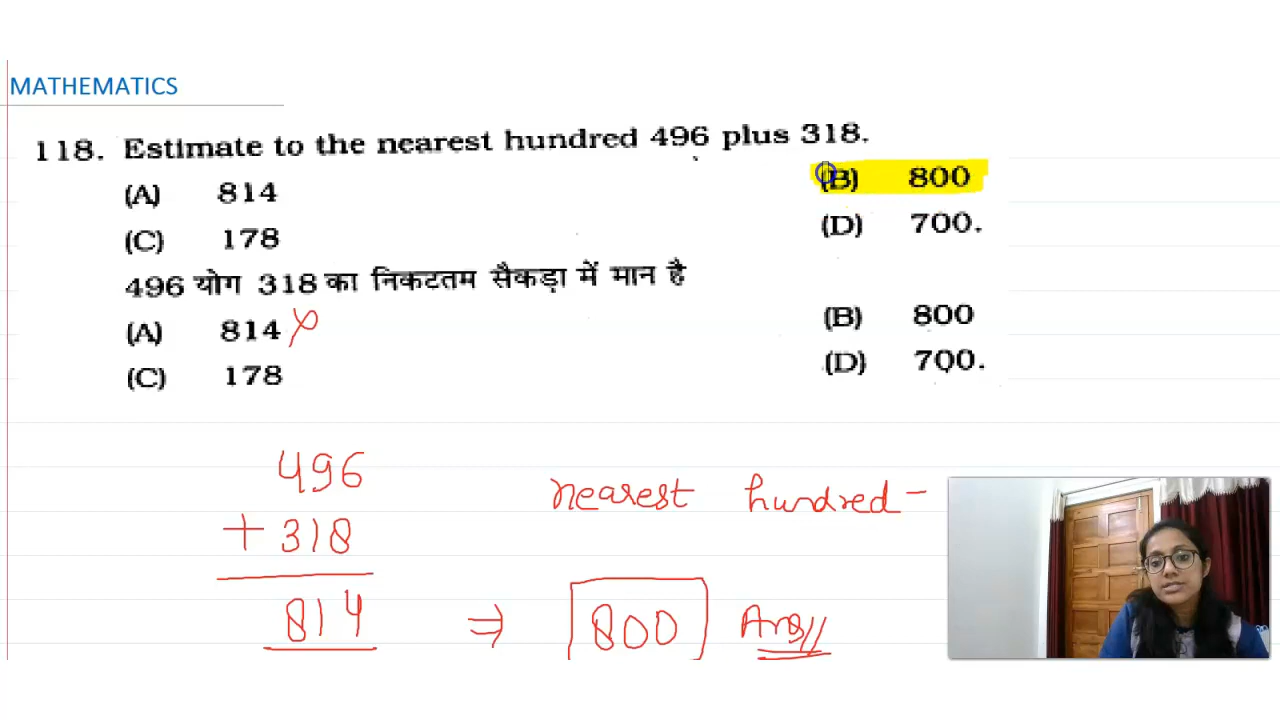 MATHEMATICS
118. Estimate to the nearest hundred 496 plus 318.
(A) 814 (B) 800
(C) 178 (D) 700.
496 योग 318 का निकटतम सैकड़ा में मान है
(A) 814 (B) 800
(C) 178 (D) 700.
496
+ 318
814 ⇒ 800 Ans//
nearest hundred -